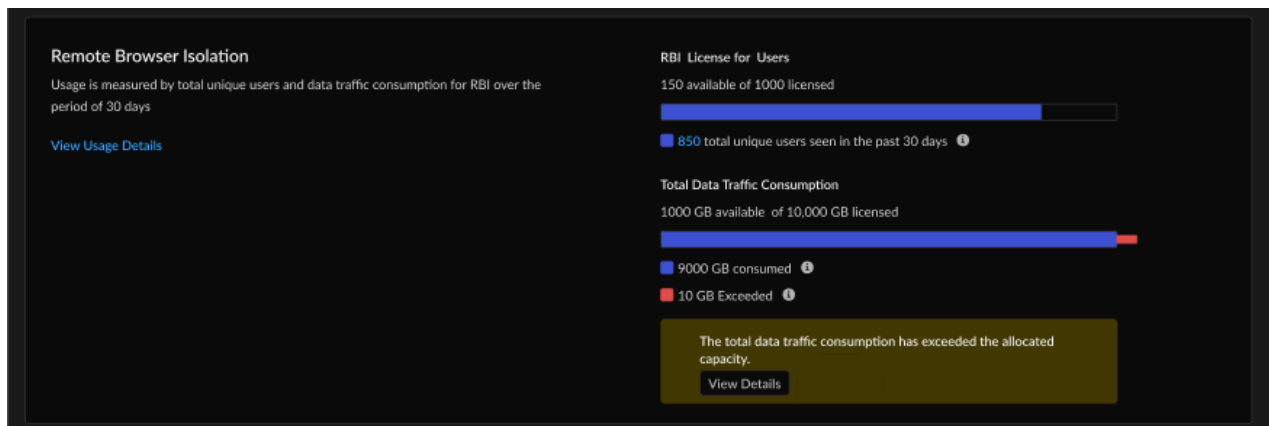 Remote Browser Isolation
Usage is measured by total unique users and data traffic consumption for RBI over the
period of 30 days
View Usage Details
RBI License for Users
150 available of 1000 licensed
850 total unique users seen in the past 30 days
Total Data Traffic Consumption
1000 GB available of 10,000 GB licensed
9000 GB consumed
10 GB Exceeded
The total data traffic consumption has exceeded the allocated
capacity.
View Details